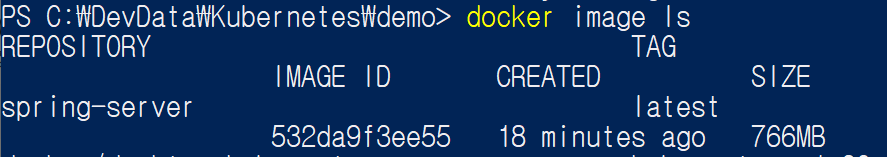 PS C:₩DevData₩Kubernetes₩demo> docker image ls
REPOSITORY TAG
IMAGE ID CREATED SIZE
spring-server latest
532da9f3ee55 18 minutes ago 766MB